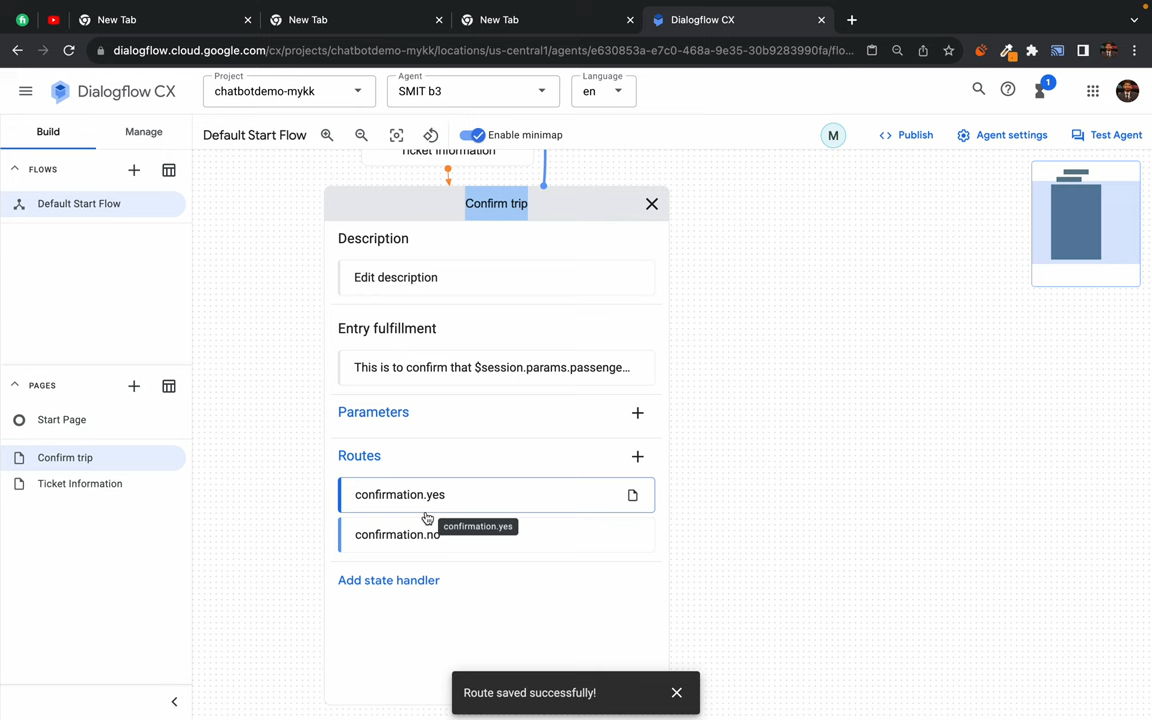 New Tab
New Tab
New Tab
Dialogflow CX
dialogflow.cloud.google.com/cx/projects/chatbotdemo-mykk/locations/us-central1/agents/e630853a-e7c0-468a-9e35-30b9283990fa/flo...
Dialogflow CX
Project
chatbotdemo-mykk
Agent
SMIT b3
Language
en
1
Build
Manage
Default Start Flow
Enable minimap
M
Publish
Agent settings
Test Agent
FLOWS
Default Start Flow
PAGES
Start Page
Confirm trip
Ticket Information
Ticket Information
Confirm trip
Description
Edit description
Entry fulfillment
This is to confirm that $session.params.passenge...
Parameters
Routes
confirmation.yes
confirmation.yes
confirmation.no
Add state handler
Route saved successfully!